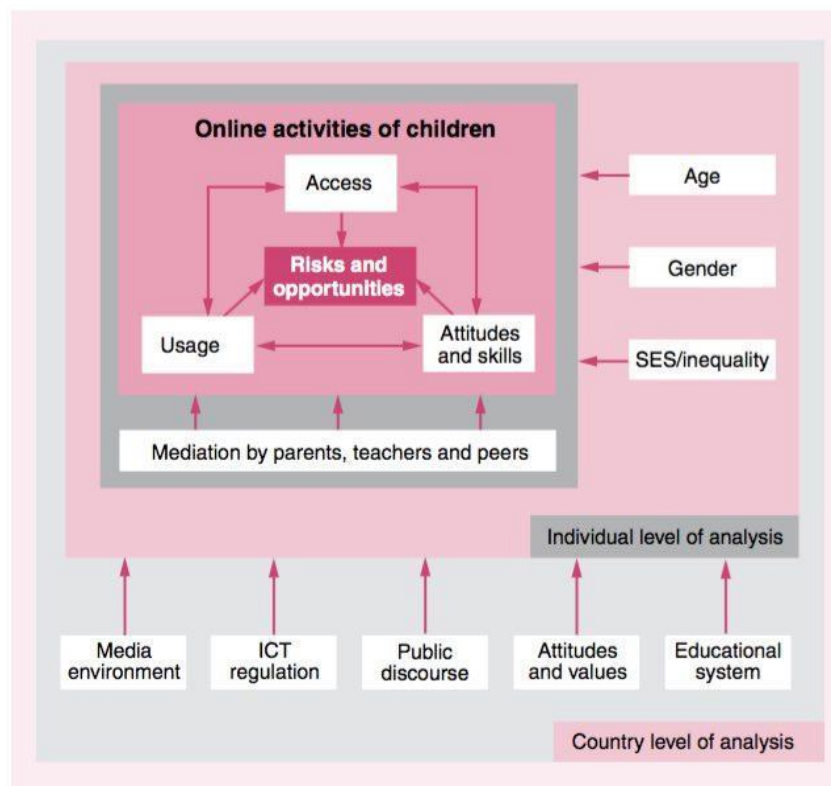 Online activities of children
Access
Age
Risks and
opportunities
Gender
Usage
Attitudes
and skills
SES/inequality
Mediation by parents, teachers and peers
Individual level of analysis
Media
environment
ICT
regulation
Public
discourse
Attitudes
and values
Educational
system
Country level of analysis